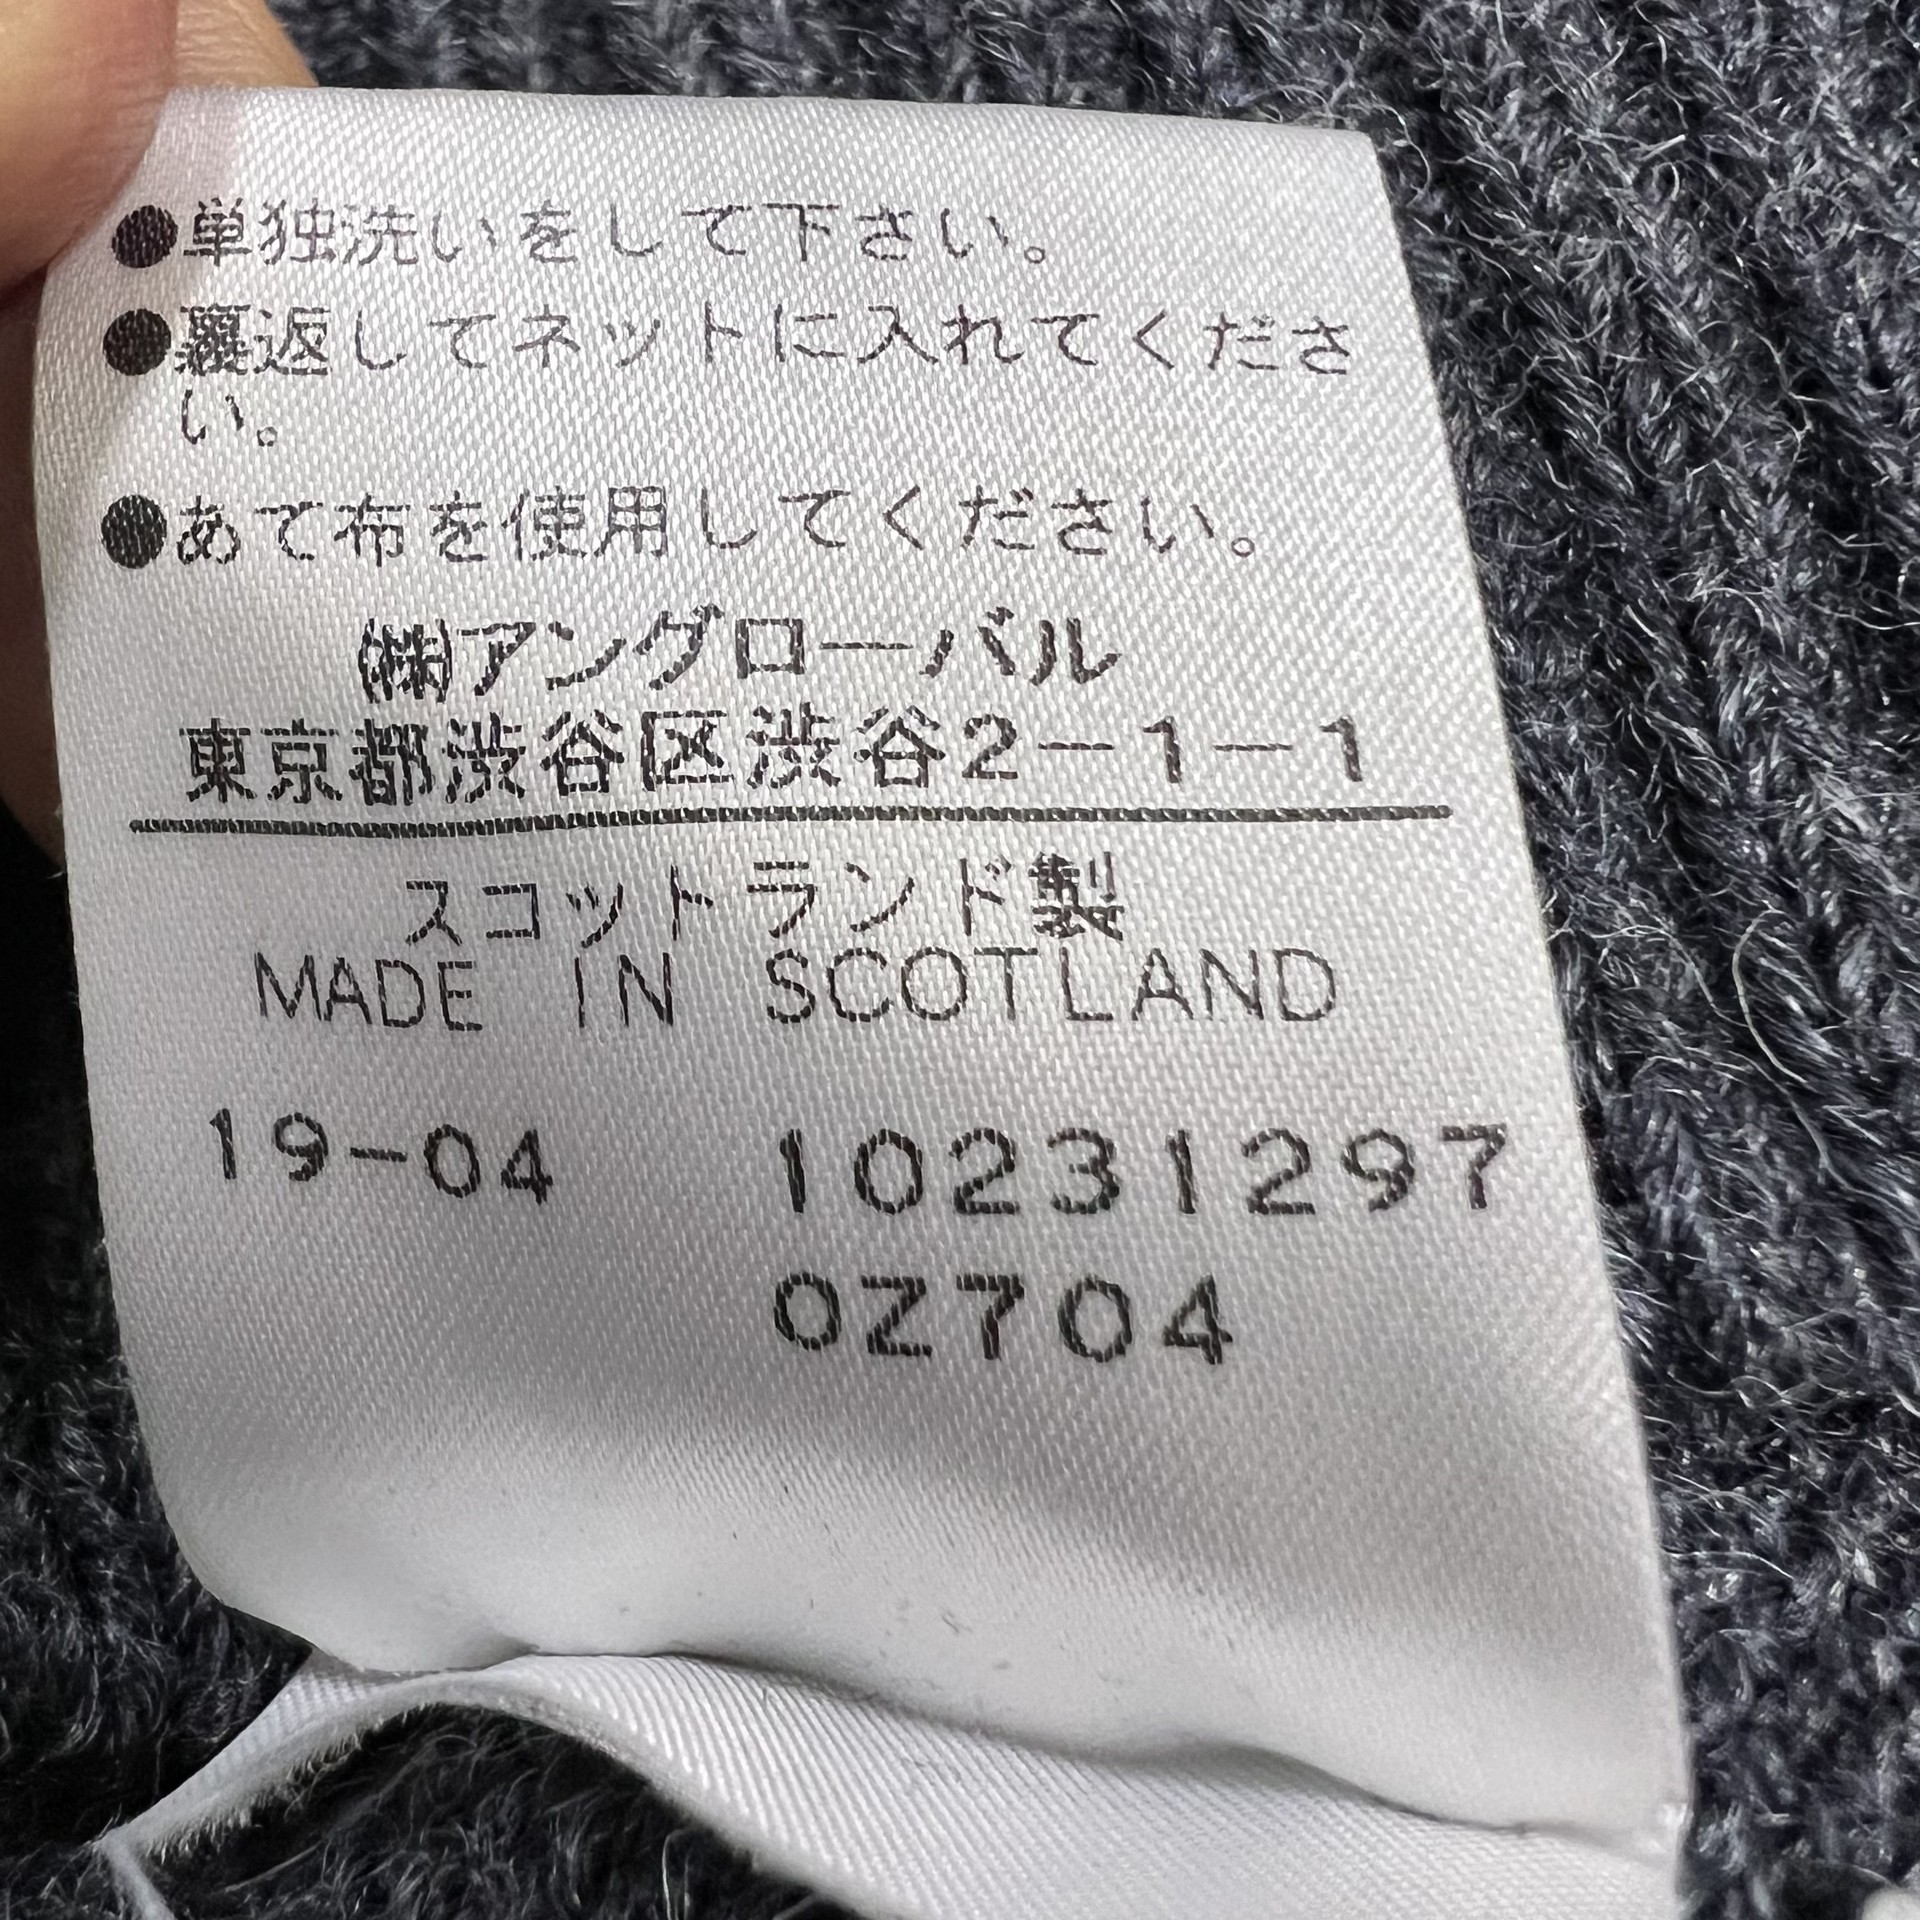 ●単独洗いをして下さい。
●裏返してネットに入れてくださ
い。
●あて布を使用してください。
㈱アングローバル
東京都渋谷区渋谷2-1-1
スコットランド製
MADE IN SCOTLAND
19-04 10231297
0Z704